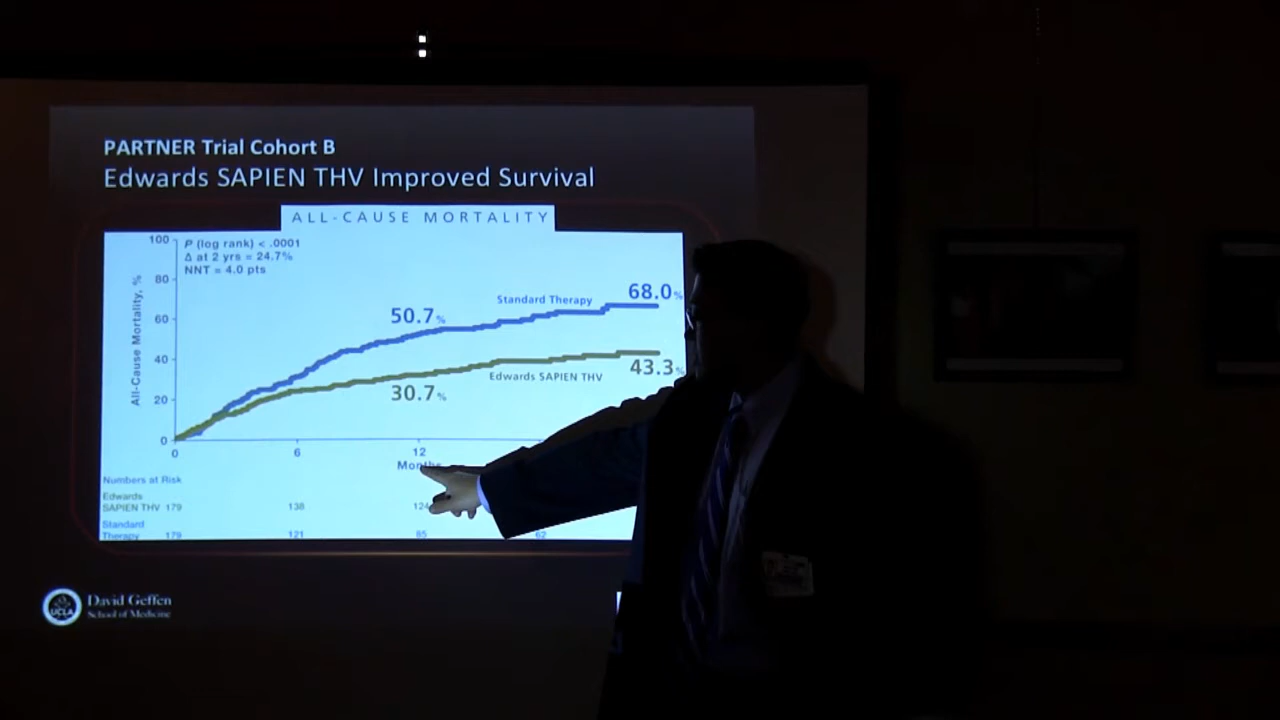 PARTNER Trial Cohort B
Edwards SAPIEN THV Improved Survival
ALL-CAUSE MORTALITY
P (log rank) < .0001
Δ at 2 yrs = 24.7%
NNT = 4.0 pts
All-Cause Mortality, %
100
80
60
40
20
0
Standard Therapy
68.0%
50.7%
43.3%
Edwards SAPIEN THV
30.7%
0 6 12
Months
Numbers at Risk
Edwards
SAPIEN THV 179 138 124
Standard
Therapy 179 121 85 62
UCLA
David Geffen
School of Medicine